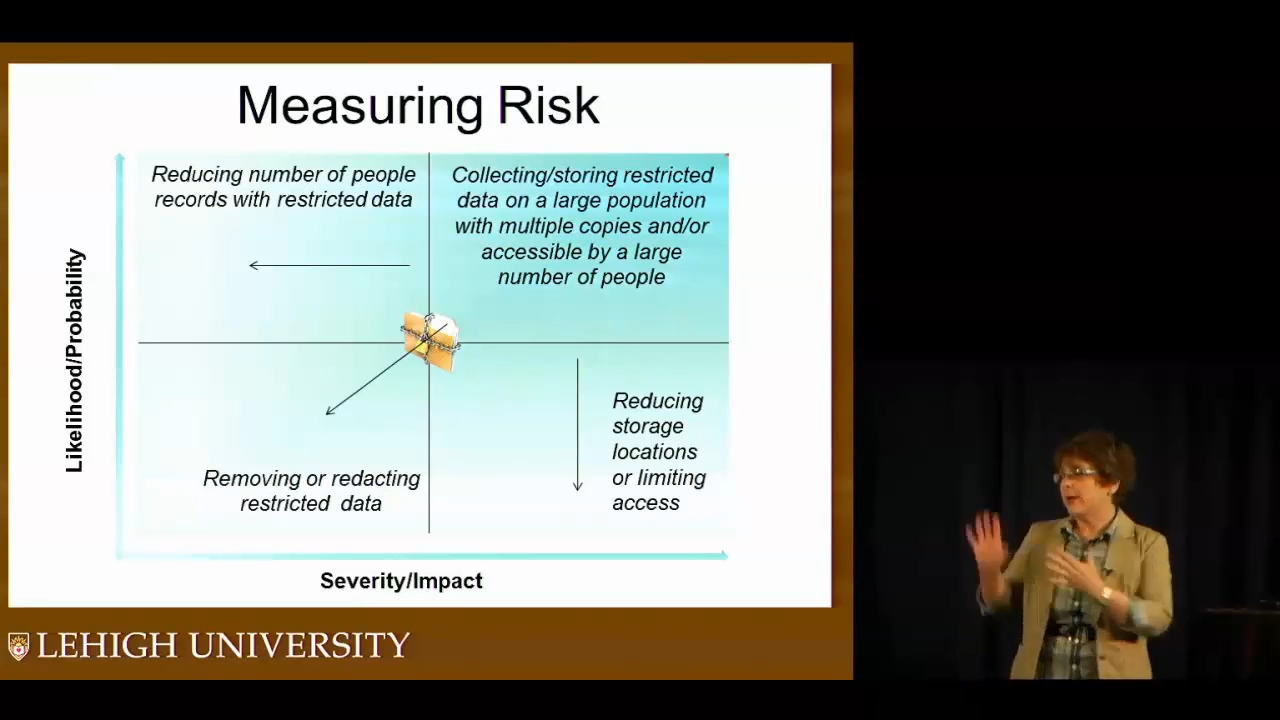 Measuring Risk
Reducing number of people
records with restricted data
Collecting/storing restricted
data on a large population
with multiple copies and/or
accessible by a large
number of people
Likelihood/Probability
Reducing
storage
locations
or limiting
access
Removing or redacting
restricted data
Severity/Impact
LEHIGH UNIVERSITY